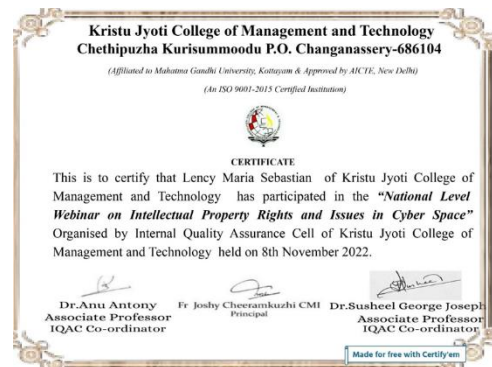 Kristu Jyoti College of Management and Technology
Chethipuzha Kurisummoodu P.O. Changanassery-686104
(Affiliated to Mahatma Gandhi University, Kottayam & Approved by AICTE, New Delhi)
(An ISO 9001-2015 Certified Institution)
CERTIFICATE
This is to certify that Lency Maria Sebastian of Kristu Jyoti College of
Management and Technology has participated in the "National Level
Webinar on Intellectual Property Rights and Issues in Cyber Space"
Organised by Internal Quality Assurance Cell of Kristu Jyoti College of
Management and Technology held on 8th November 2022.
Dr.Anu Antony
Associate Professor
IQAC Co-ordinator
Fr Joshy Cheeramkuzhi CMI
Principal
Dr.Susheel George Joseph
Associate Professor
IQAC Co-ordinator
Made for free with Certify'em